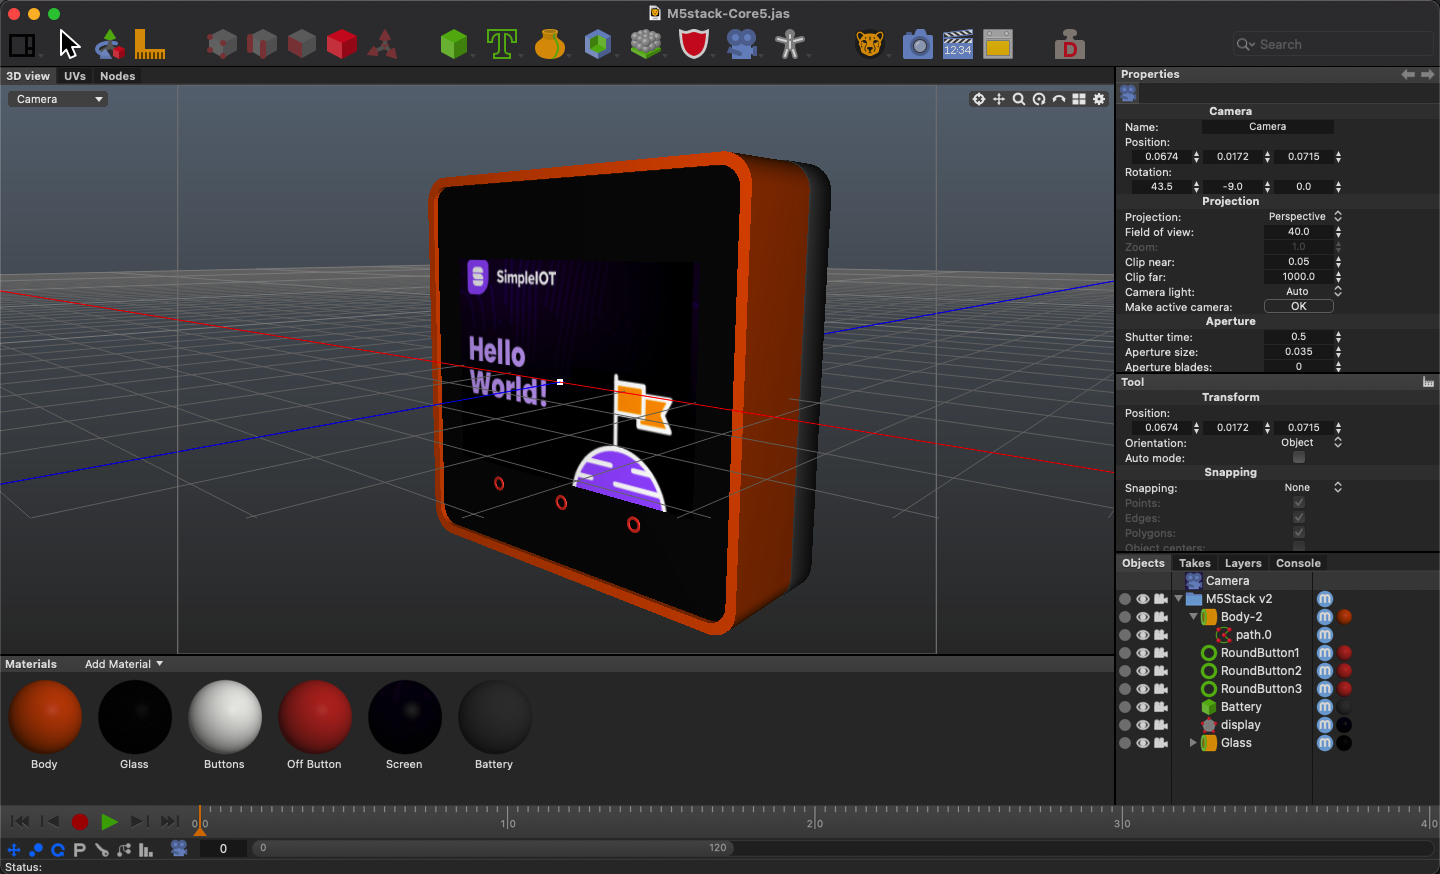 M5stack-Core5.jas
12:34
D
Search
3D view UVs Nodes
Camera
SimpleIOT
Hello
World!
Properties
Camera
Name: Camera
Position:
0.0674 0.0172 0.0715
Rotation:
43.5 -9.0 0.0
Projection
Projection: Perspective
Field of view: 40.0
Zoom: 1.0
Clip near: 0.05
Clip far: 1000.0
Camera light: Auto
Make active camera: OK
Aperture
Shutter time: 0.5
Aperture size: 0.035
Aperture blades: 0
Tool
Transform
Position:
0.0674 0.0172 0.0715
Orientation: Object
Auto mode:
Snapping
Snapping: None
Points:
Edges:
Polygons:
Object centers:
Objects Takes Layers Console
Camera
M5Stack v2
Body-2
path.0
RoundButton1
RoundButton2
RoundButton3
Battery
display
Glass
Materials Add Material
Body Glass Buttons Off Button Screen Battery
0|0 1|0 2|0 3|0 4|0
P 0 0 120
Status: